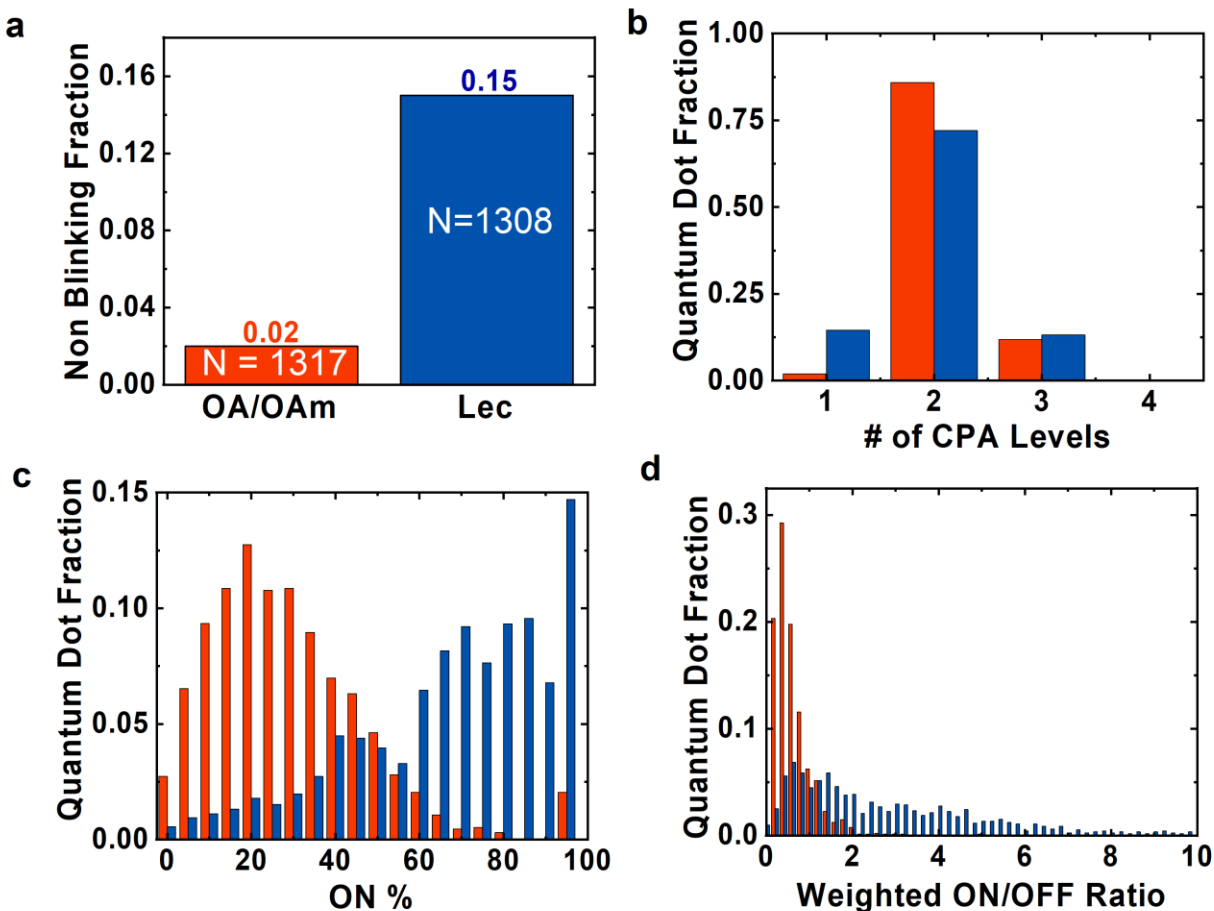 a
Non Blinking Fraction
0.16
0.12
0.08
0.04
0.00
0.15
N=1308
0.02
N = 1317
OA/OAm
Lec
b
Quantum Dot Fraction
1.00
0.75
0.50
0.25
0.00
1
2
3
4
# of CPA Levels
c
Quantum Dot Fraction
0.15
0.10
0.05
0.00
0
20
40
60
80
100
ON %
d
Quantum Dot Fraction
0.3
0.2
0.1
0.0
0
2
4
6
8
10
Weighted ON/OFF Ratio